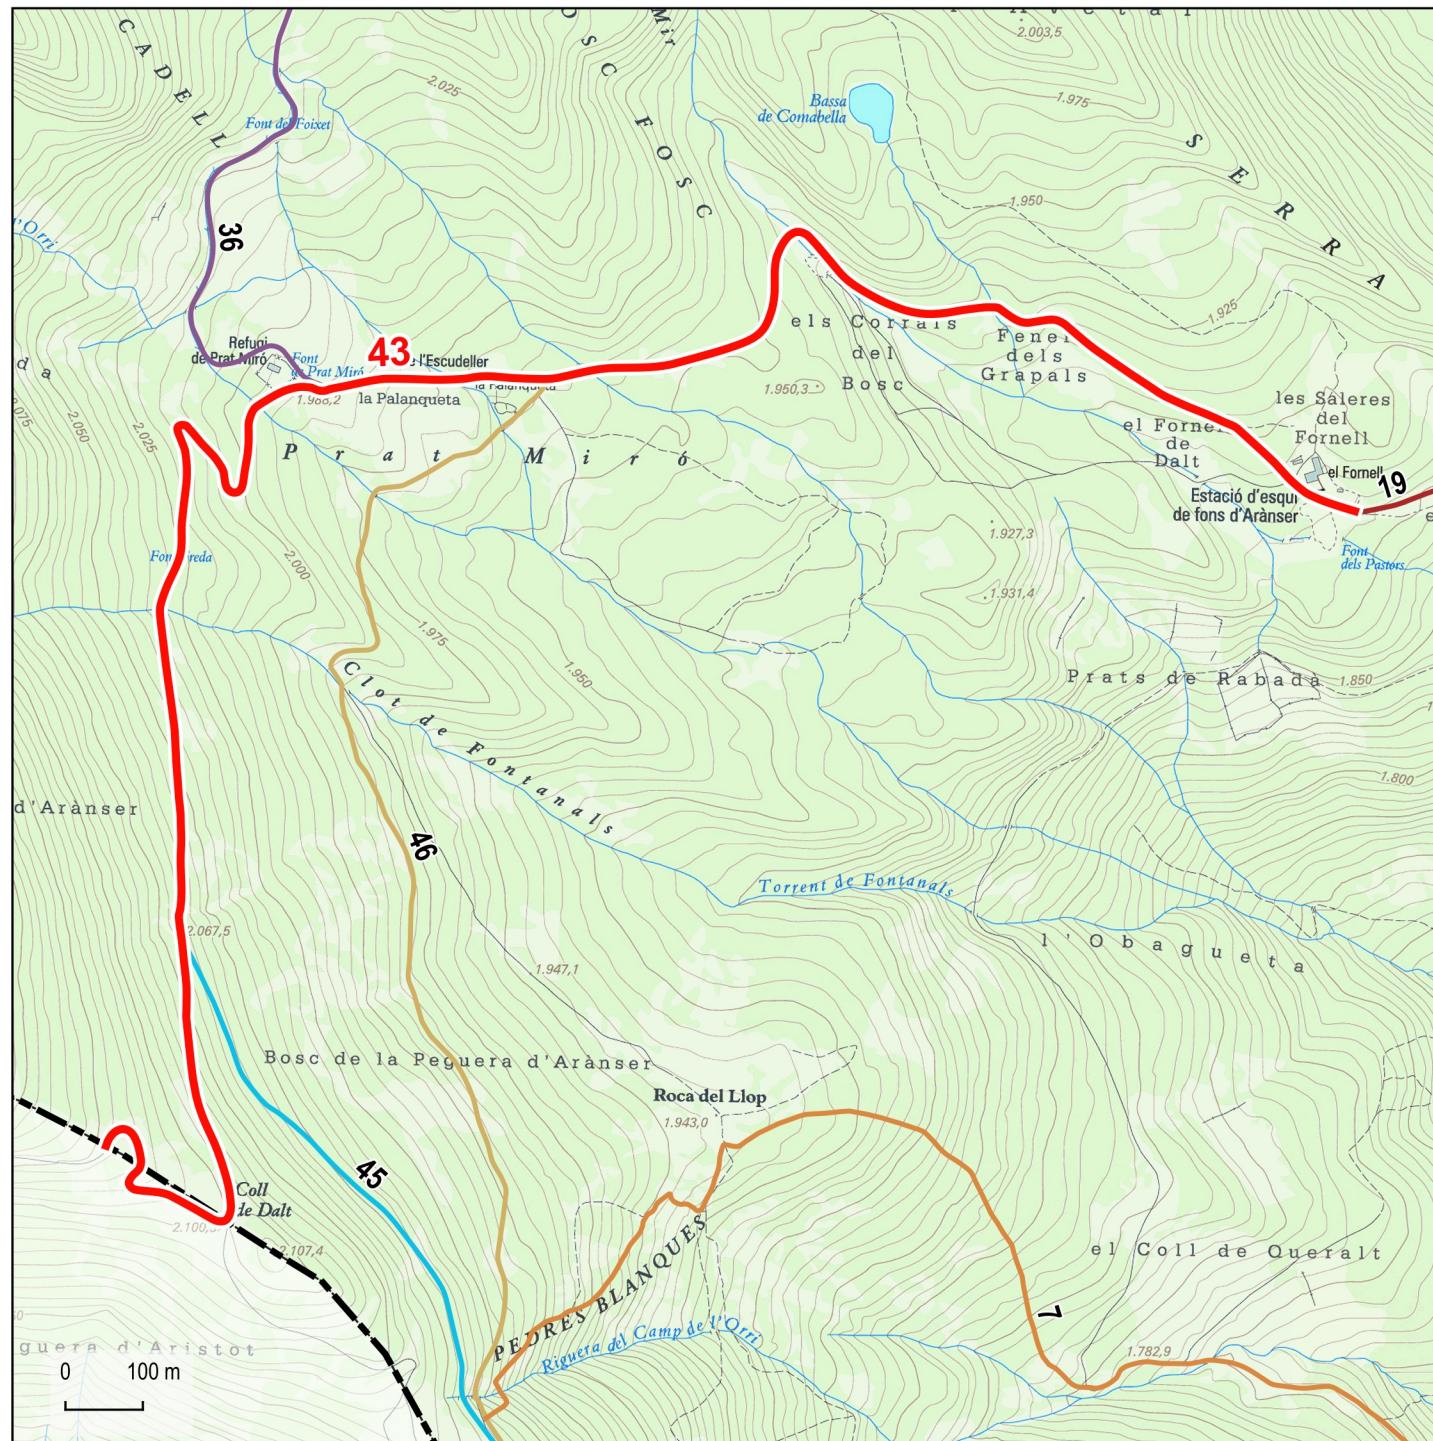 CADELL
BOSC FOSC
Mir
2.003,5
2.025
Bassa
de Comabella
1.975
SERRA
Font del Foixet
1.950
l'Orri
36
1.925
Refugi
de Prat Miró
Font
de Prat Miró
43
l'Escudeller
els Corrals
del
Bosc
dels
Grapals
1.950,3
1.988,2
la Palanqueta
la Palanqueta
les Saleres
del
Fornell
da
2.075
2.050
2.025
Prat Miró
de
Dalt
el Fornell
19
Estació d'esquí
de fons d'Arànser
Font
dels Pastors
1.927,3
2.000
1.931,4
1.975
1.950
Clot de Fontanals
Prats de Rabadà
1.850
1.800
d'Arànser
46
Torrent de Fontanals
2.067,5
l'Obagueta
1.947,1
Bosc de la Peguera d'Arànser
Roca del Llop
1.943,0
45
Coll
de Dalt
2.107,4
PEDRES BLANQUES
el Coll de Queralt
7
Riguera del Camp de l'Orri
1.782,9
guera d'Aristot
0 100 m